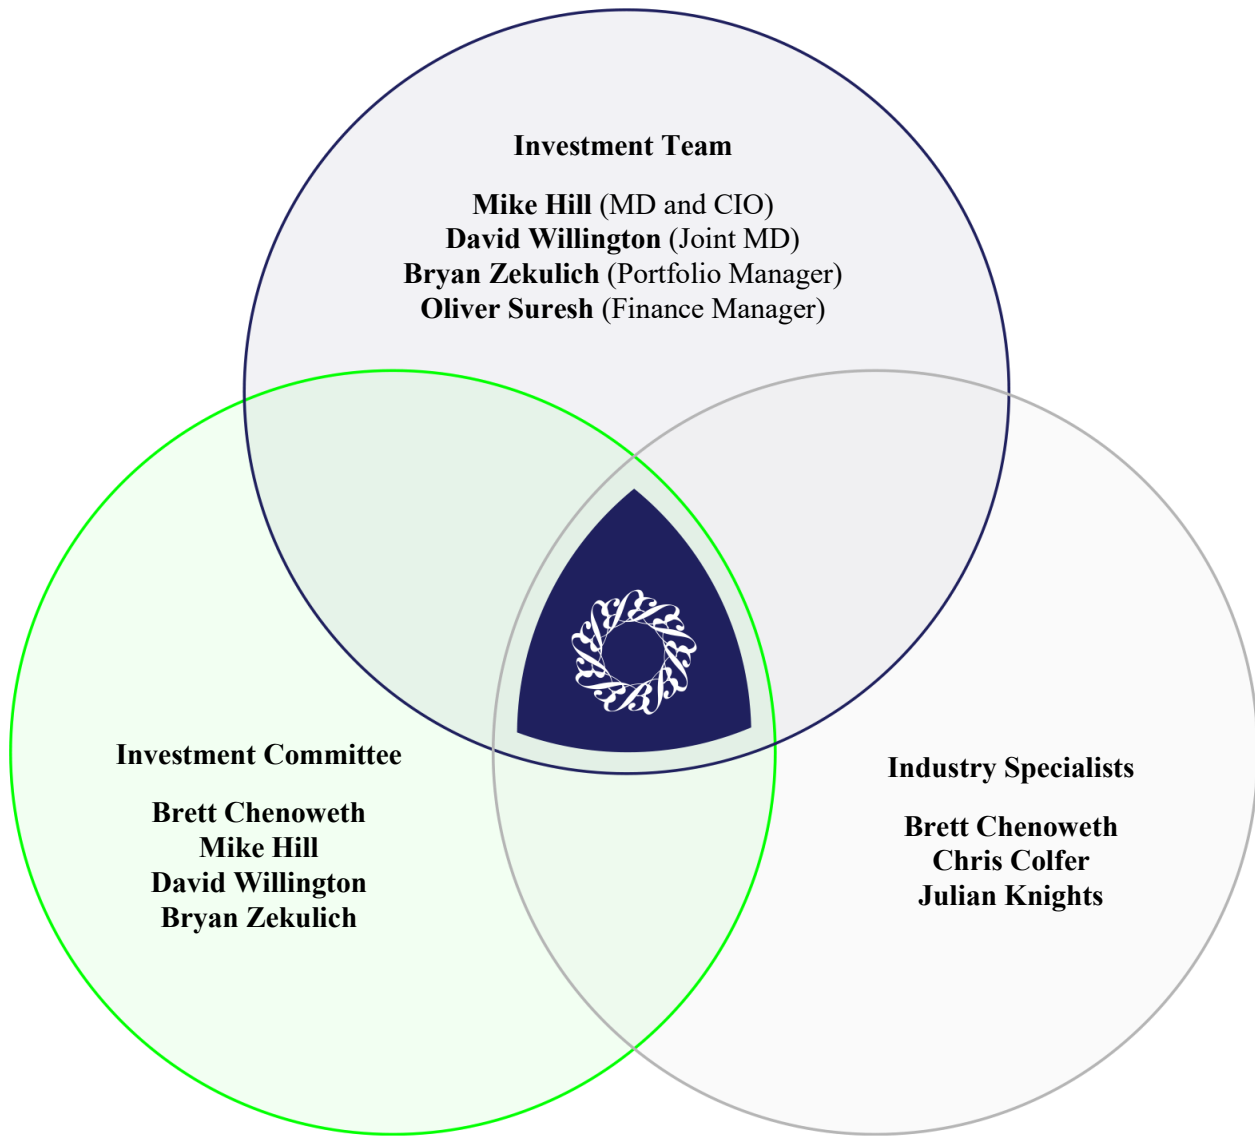 Investment Team
Mike Hill (MD and CIO)
David Willington (Joint MD)
Bryan Zekulich (Portfolio Manager)
Oliver Suresh (Finance Manager)
Investment Committee
Brett Chenoweth
Mike Hill
David Willington
Bryan Zekulich
Industry Specialists
Brett Chenoweth
Chris Colfer
Julian Knights